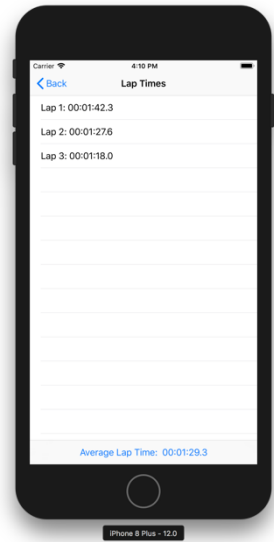 Carrier 4:10 PM
Back Lap Times
Lap 1: 00:01:42.3
Lap 2: 00:01:27.6
Lap 3: 00:01:18.0
Average Lap Time: 00:01:29.3
iPhone 8 Plus - 12.0